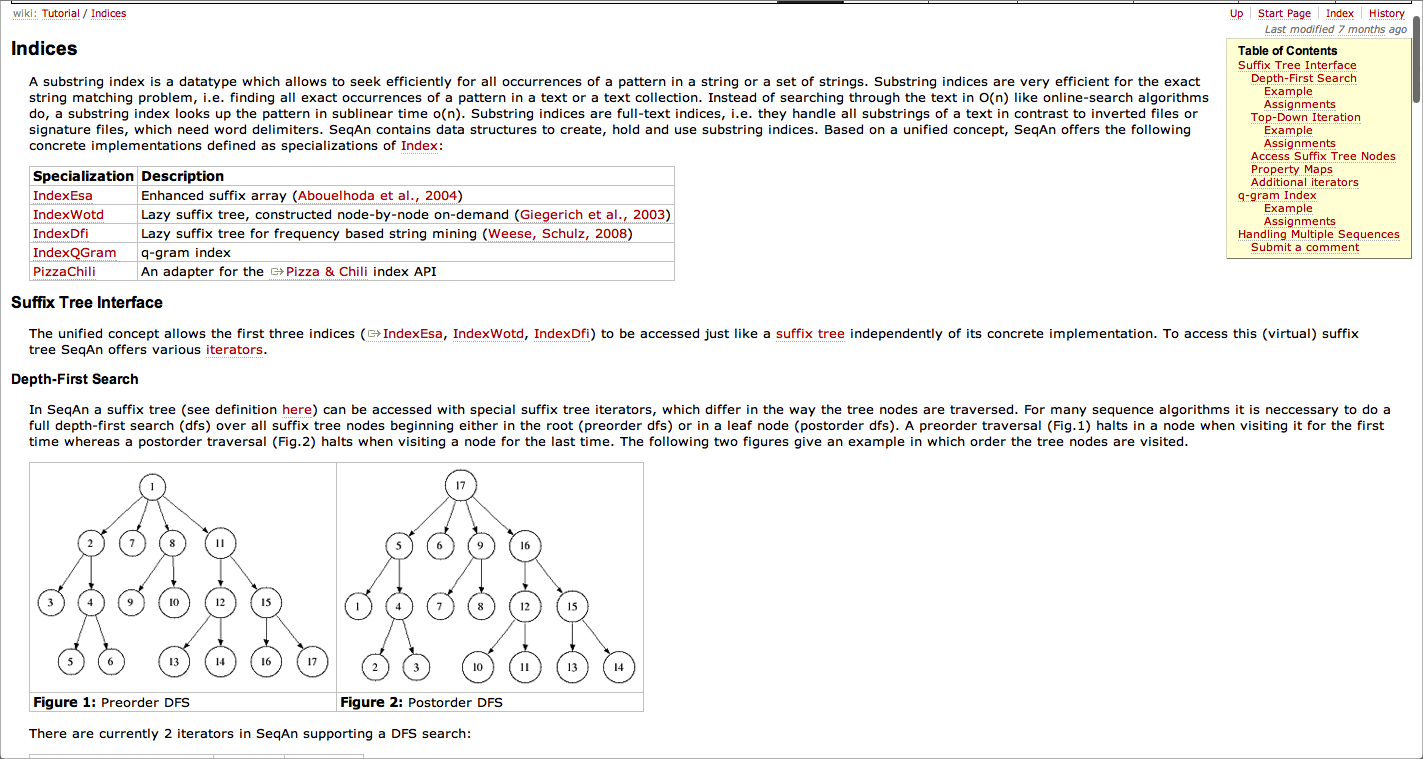 wiki: Tutorial / Indices
Up Start Page Index History
Last modified 7 months ago
Indices
A substring index is a datatype which allows to seek efficiently for all occurrences of a pattern in a string or a set of strings. Substring indices are very efficient for the exact
string matching problem, i.e. finding all exact occurrences of a pattern in a text or a text collection. Instead of searching through the text in O(n) like online-search algorithms
do, a substring index looks up the pattern in sublinear time o(n). Substring indices are full-text indices, i.e. they handle all substrings of a text in contrast to inverted files or
signature files, which need word delimiters. SeqAn contains data structures to create, hold and use substring indices. Based on a unified concept, SeqAn offers the following
concrete implementations defined as specializations of Index:
Table of Contents
Suffix Tree Interface
Depth-First Search
Example
Assignments
Top-Down Iteration
Example
Assignments
Access Suffix Tree Nodes
Property Maps
Additional iterators
q-gram Index
Example
Assignments
Handling Multiple Sequences
Submit a comment
Specialization Description
IndexEsa Enhanced suffix array (Abouelhoda et al., 2004)
IndexWotd Lazy suffix tree, constructed node-by-node on-demand (Giegerich et al., 2003)
IndexDfi Lazy suffix tree for frequency based string mining (Weese, Schulz, 2008)
IndexQGram q-gram index
PizzaChili An adapter for the Pizza & Chili index API
Suffix Tree Interface
The unified concept allows the first three indices (IndexEsa, IndexWotd, IndexDfi) to be accessed just like a suffix tree independently of its concrete implementation. To access this (virtual) suffix
tree SeqAn offers various iterators.
Depth-First Search
In SeqAn a suffix tree (see definition here) can be accessed with special suffix tree iterators, which differ in the way the tree nodes are traversed. For many sequence algorithms it is neccessary to do a
full depth-first search (dfs) over all suffix tree nodes beginning either in the root (preorder dfs) or in a leaf node (postorder dfs). A preorder traversal (Fig.1) halts in a node when visiting it for the first
time whereas a postorder traversal (Fig.2) halts when visiting a node for the last time. The following two figures give an example in which order the tree nodes are visited.
1
2 7 8 11
3 4 9 10 12 15
5 6 13 14 16 17
Figure 1: Preorder DFS
17
5 6 9 16
1 4 7 8 12 15
2 3 10 11 13 14
Figure 2: Postorder DFS
There are currently 2 iterators in SeqAn supporting a DFS search: